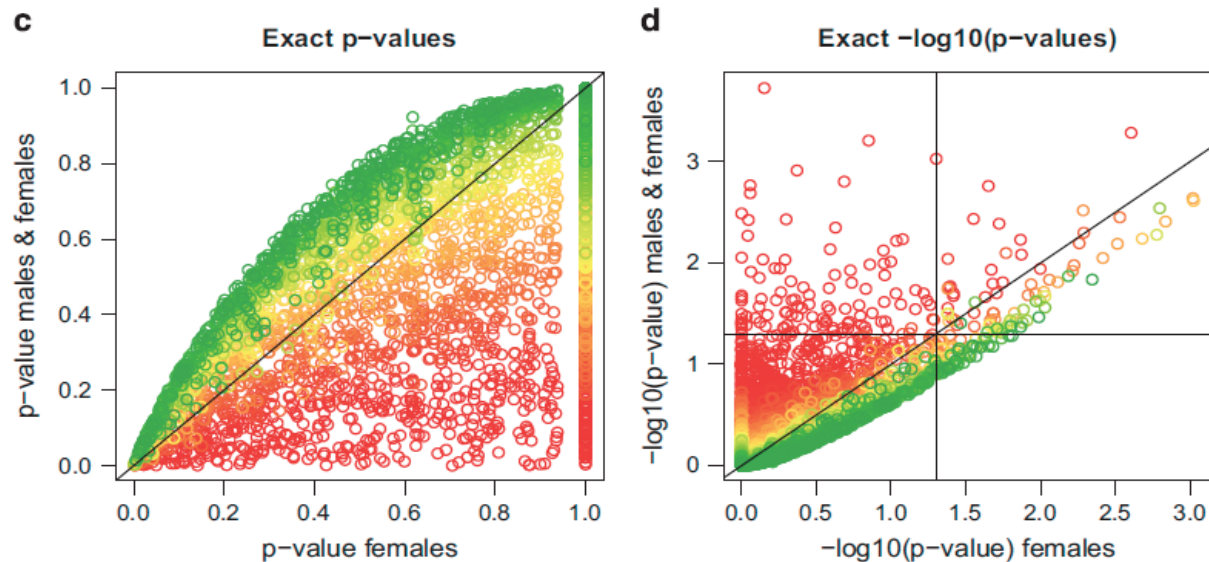 c
Exact p-values
p-value males & females
1.0
0.8
0.6
0.4
0.2
0.0
0.0 0.2 0.4 0.6 0.8 1.0
p-value females
d
Exact -log10(p-values)
-log10(p-value) males & females
3
2
1
0
0.0 0.5 1.0 1.5 2.0 2.5 3.0
-log10(p-value) females